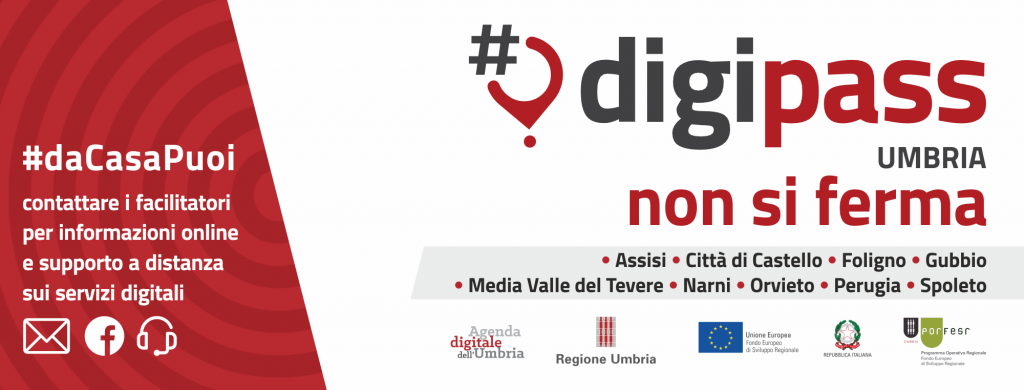 #daCasaPuoi
contattare i facilitatori
per informazioni online
e supporto a distanza
sui servizi digitali
# digipass
UMBRIA
non si ferma
• Assisi • Città di Castello • Foligno • Gubbio
• Media Valle del Tevere • Narni • Orvieto • Perugia • Spoleto
Agenda
digitale
dell'Umbria
Regione Umbria
Unione Europea
Fondo Europeo
di Sviluppo Regionale
REPUBBLICA ITALIANA
UMBRIA
PORFESR
Programma Operativo Regionale
Fondo Europeo
di Sviluppo Regionale